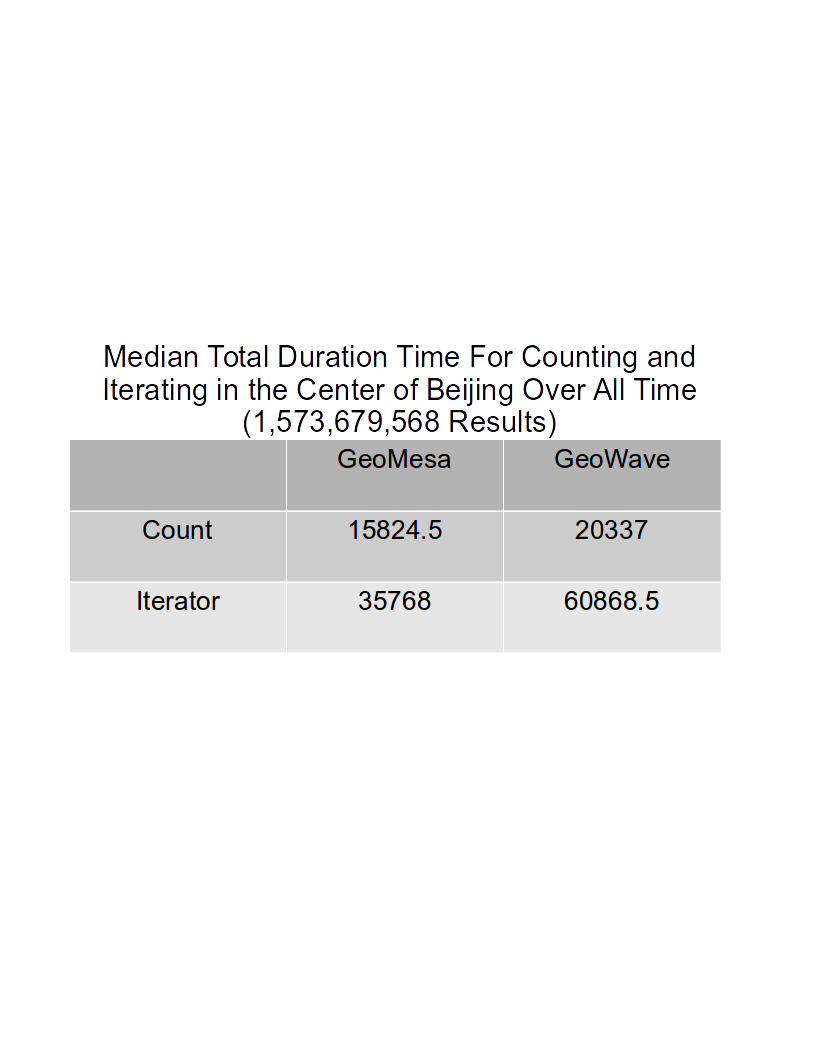 Median Total Duration Time For Counting and
Iterating in the Center of Beijing Over All Time
(1,573,679,568 Results)
GeoMesa GeoWave
Count 15824.5 20337
Iterator 35768 60868.5